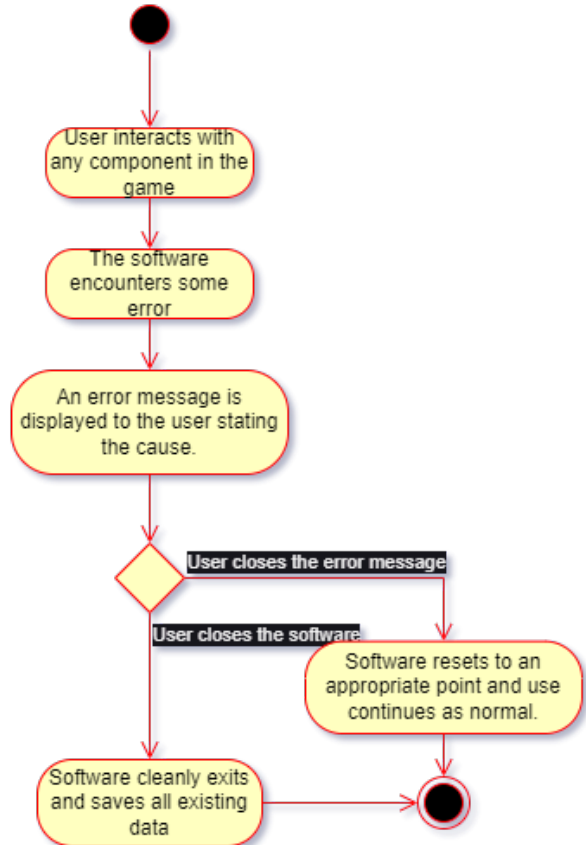 User interacts with
any component in the
game
The software
encounters some
error
An error message is
displayed to the user stating
the cause.
User closes the error message
User closes the software
Software resets to an
appropriate point and use
continues as normal.
Software cleanly exits
and saves all existing
data